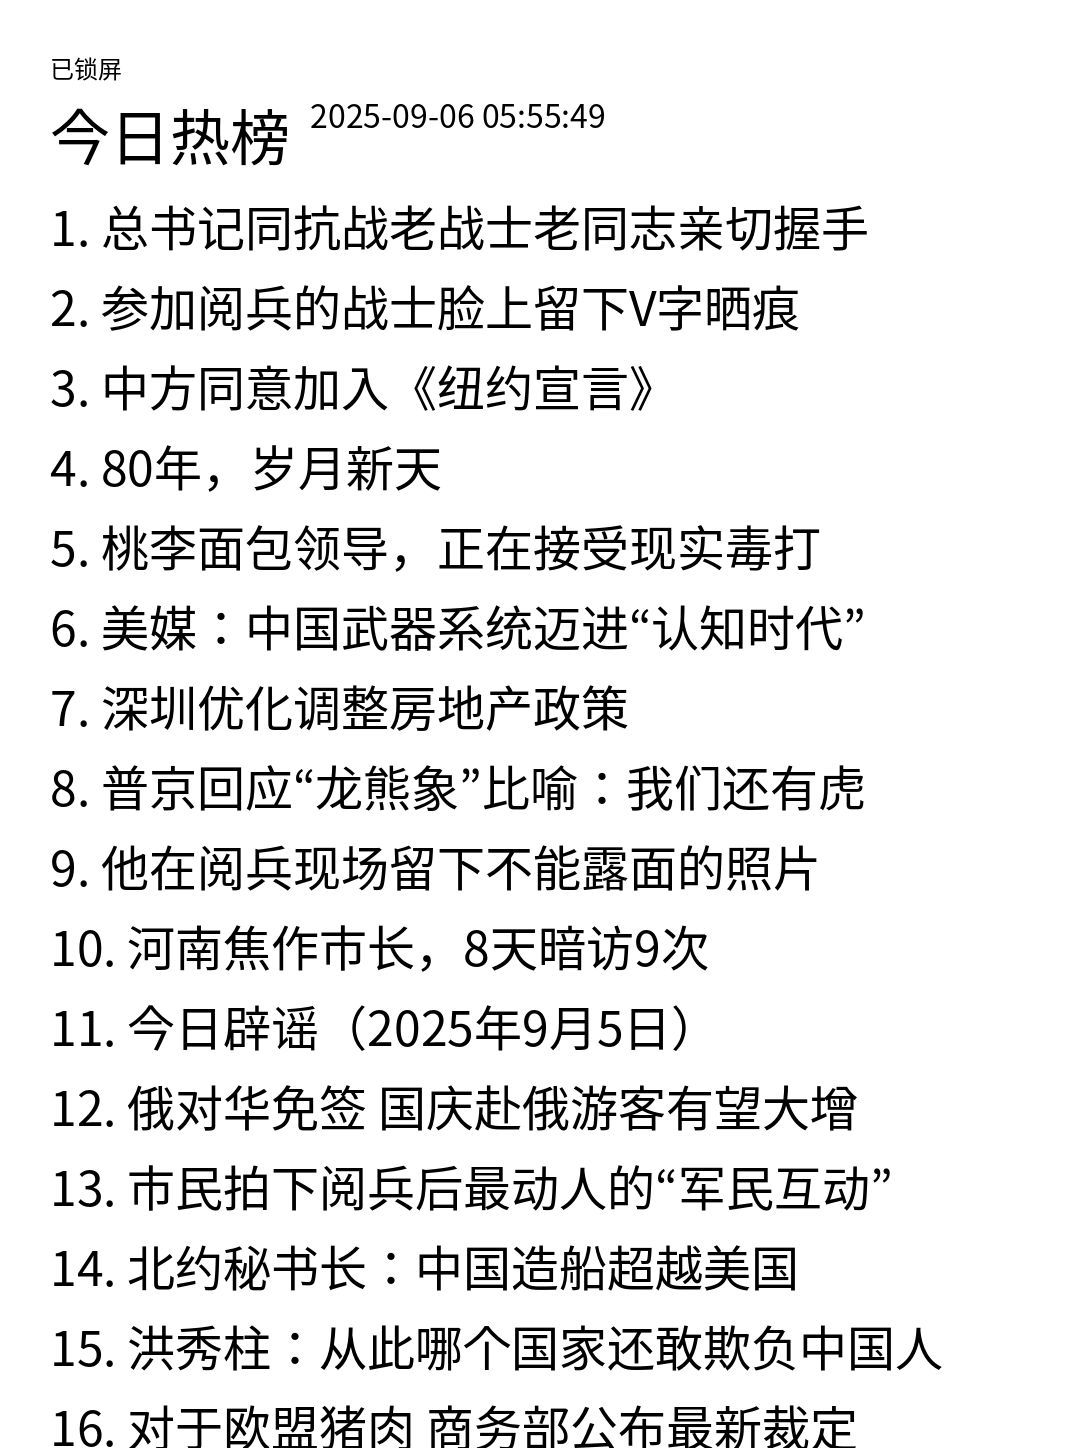 已锁屏
今日热榜 2025-09-06 05:55:49
1. 总书记同抗战老战士老同志亲切握手
2. 参加阅兵的战士脸上留下V字晒痕
3. 中方同意加入《纽约宣言》
4. 80年，岁月新天
5. 桃李面包领导，正在接受现实毒打
6. 美媒：中国武器系统迈进“认知时代”
7. 深圳优化调整房地产政策
8. 普京回应“龙熊象”比喻：我们还有虎
9. 他在阅兵现场留下不能露面的照片
10. 河南焦作市长，8天暗访9次
11. 今日辟谣（2025年9月5日）
12. 俄对华免签 国庆赴俄游客有望大增
13. 市民拍下阅兵后最动人的“军民互动”
14. 北约秘书长：中国造船超越美国
15. 洪秀柱：从此哪个国家还敢欺负中国人
16. 对于欧盟猪肉 商务部公布最新裁定